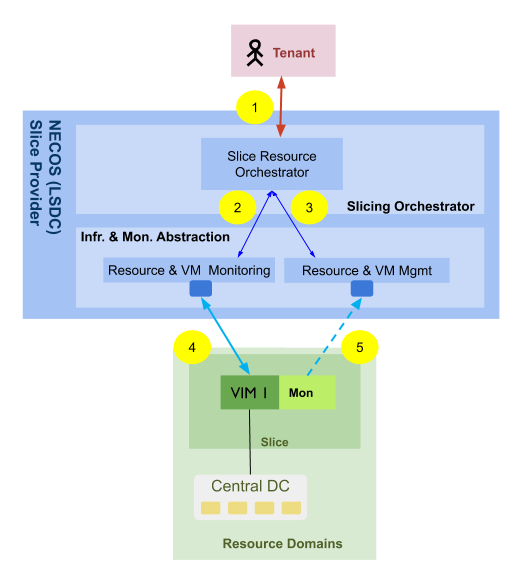 Tenant
1
NECOS (LSDC)
Slice Provider
Slice Resource
Orchestrator
2
3
Slicing Orchestrator
Infr. & Mon. Abstraction
Resource & VM Monitoring
Resource & VM Mgmt
4
5
VIM 1
Mon
Slice
Central DC
Resource Domains